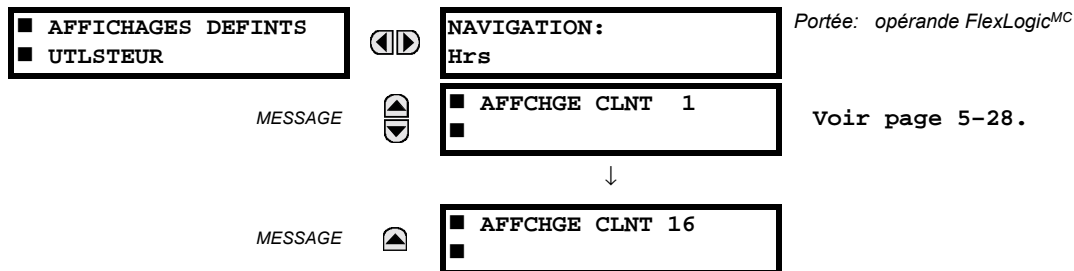 ■ AFFICHAGES DEFINTS
■ UTLSTEUR
NAVIGATION:
Hrs
Portée: opérande FlexLogicMC
MESSAGE
■ AFFCHGE CLNT 1
■
Voir page 5-28.
↓
MESSAGE
■ AFFCHGE CLNT 16
■